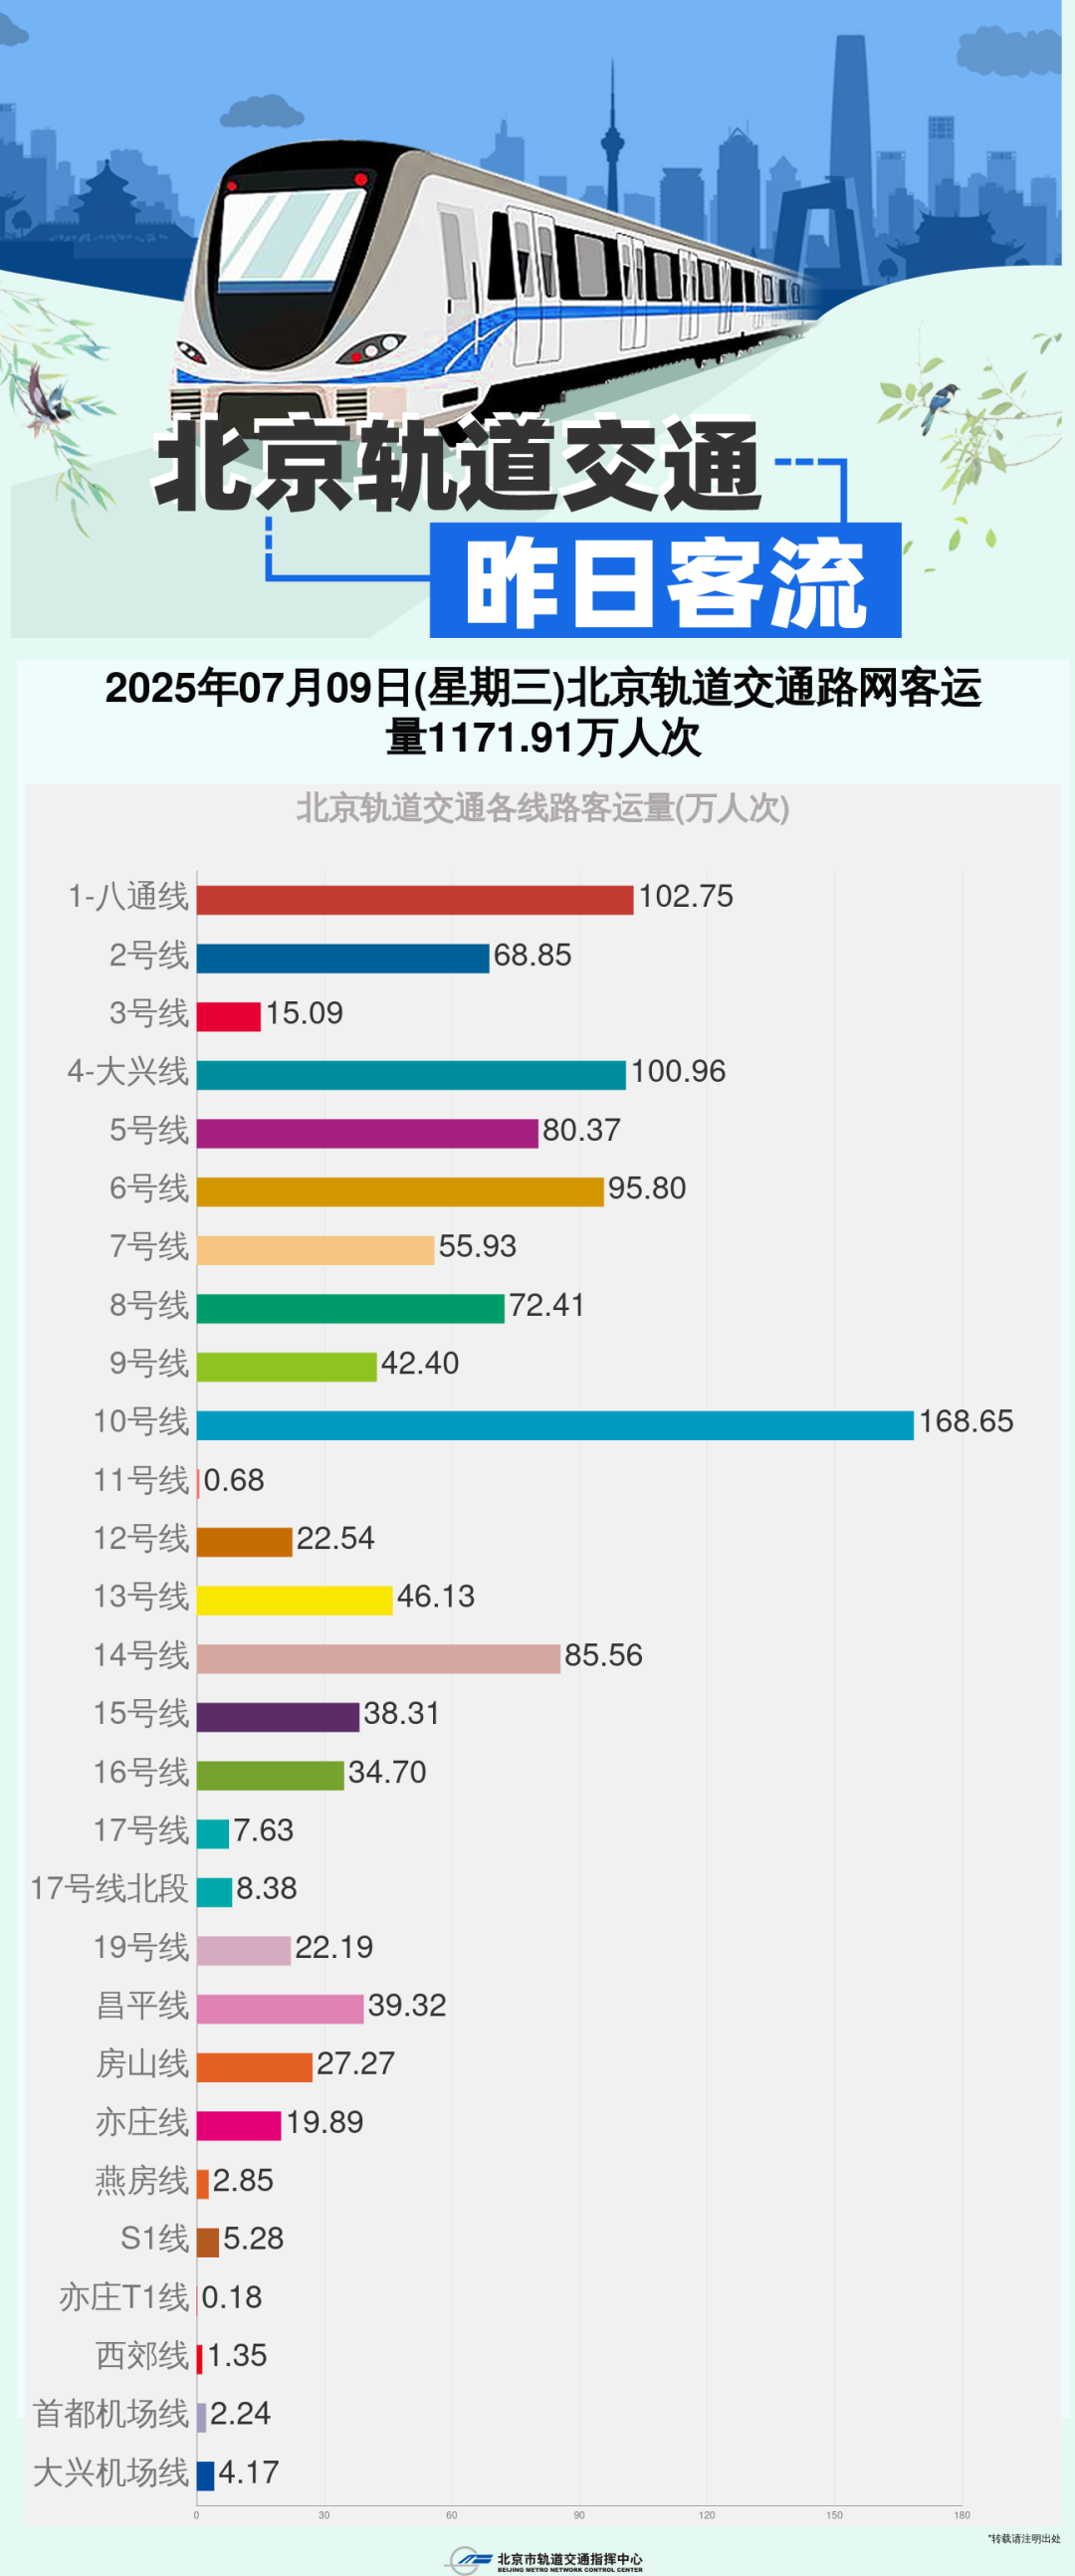 北京轨道交通
昨日客流
2025年07月09日(星期三)北京轨道交通路网客运
量1171.91万人次
北京轨道交通各线路客运量(万人次)
1-八通线 102.75
2号线 68.85
3号线 15.09
4-大兴线 100.96
5号线 80.37
6号线 95.80
7号线 55.93
8号线 72.41
9号线 42.40
10号线 168.65
11号线 0.68
12号线 22.54
13号线 46.13
14号线 85.56
15号线 38.31
16号线 34.70
17号线 7.63
17号线北段 8.38
19号线 22.19
昌平线 39.32
房山线 27.27
亦庄线 19.89
燕房线 2.85
S1线 5.28
亦庄T1线 0.18
西郊线 1.35
首都机场线 2.24
大兴机场线 4.17
0 30 60 90 120 150 180
*转载请注明出处
北京市轨道交通指挥中心
BEIJING METRO NETWORK CONTROL CENTER